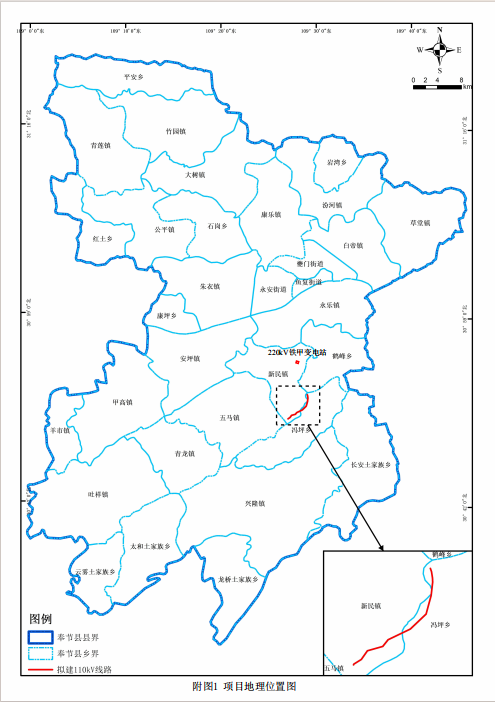 109° 0′0″东
109° 10′0″东
109° 20′0″东
109° 30′0″东
109° 40′0″东
N
W E
S
0 2 4 8
km
平安乡
竹园镇
青莲镇
大树镇
岩湾乡
汾河镇
康乐镇
草堂镇
公平镇
石岗乡
红土乡
白帝镇
夔门街道
鱼复街道
朱衣镇
永安街道
永乐镇
康坪乡
220kV铁甲变电站
鹤峰乡
安坪镇
新民镇
甲高镇
五马镇
羊市镇
冯坪乡
青龙镇
长安土家族乡
吐祥镇
兴隆镇
太和土家族乡
云雾土家族乡
龙桥土家族乡
鹤峰乡
新民镇
冯坪乡
五马镇
图例
奉节县县界
奉节县乡界
拟建110kV线路
附图1 项目地理位置图